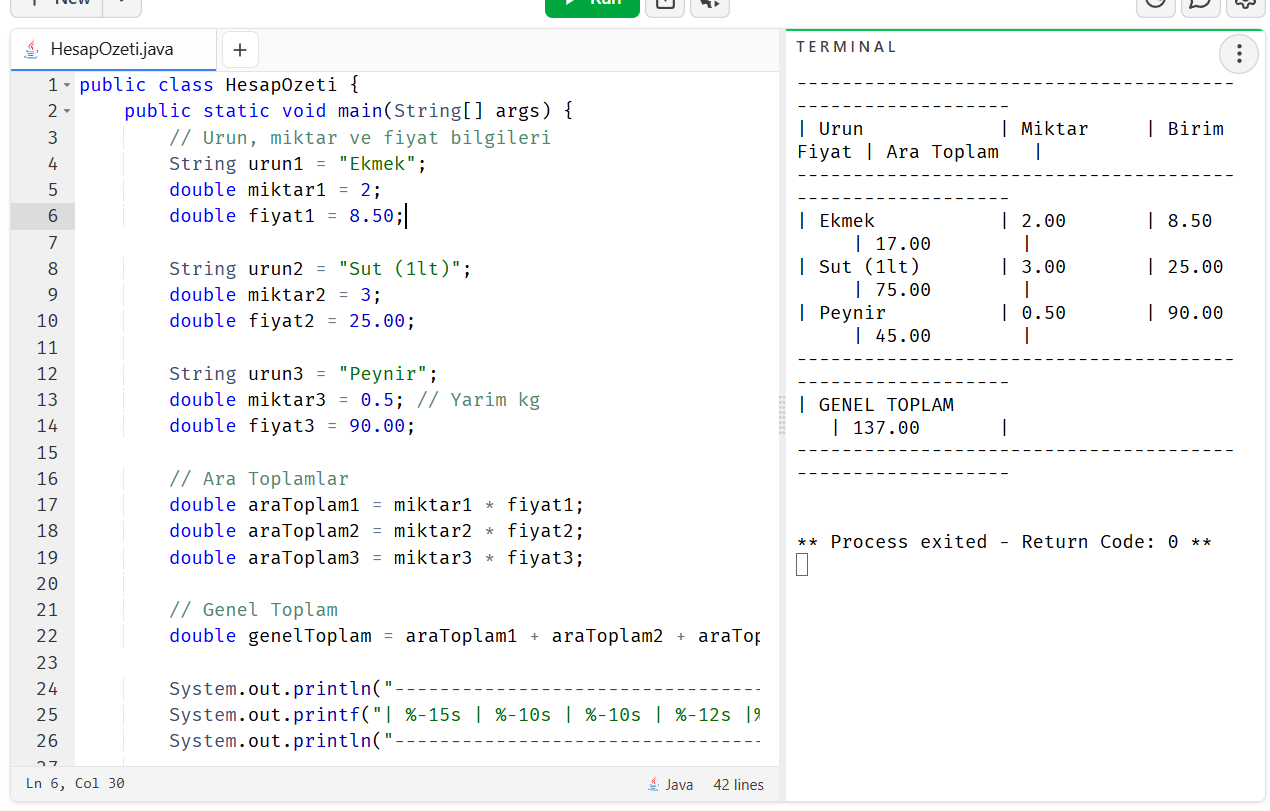 New
Run
HesapOzeti.java
+
1 public class HesapOzeti {
2     public static void main(String[] args) {
3         // Urun, miktar ve fiyat bilgileri
4         String urun1 = "Ekmek";
5         double miktar1 = 2;
6         double fiyat1 = 8.50;
7
8         String urun2 = "Sut (1lt)";
9         double miktar2 = 3;
10         double fiyat2 = 25.00;
11
12         String urun3 = "Peynir";
13         double miktar3 = 0.5; // Yarim kg
14         double fiyat3 = 90.00;
15
16         // Ara Toplamlar
17         double araToplam1 = miktar1 * fiyat1;
18         double araToplam2 = miktar2 * fiyat2;
19         double araToplam3 = miktar3 * fiyat3;
20
21         // Genel Toplam
22         double genelToplam = araToplam1 + araToplam2 + araTop
23
24         System.out.println("---------------------------------
25         System.out.printf("| %-15s | %-10s | %-10s | %-12s |%
26         System.out.println("---------------------------------
27
Ln 6, Col 30
Java
42 lines
TERMINAL
---------------------------------------
-------------------
| Urun            | Miktar     | Birim
Fiyat | Ara Toplam   |
---------------------------------------
-------------------
| Ekmek           | 2.00       | 8.50
     | 17.00        |
| Sut (1lt)       | 3.00       | 25.00
     | 75.00        |
| Peynir          | 0.50       | 90.00
     | 45.00        |
---------------------------------------
-------------------
| GENEL TOPLAM
   | 137.00       |
---------------------------------------
-------------------
** Process exited - Return Code: 0 **